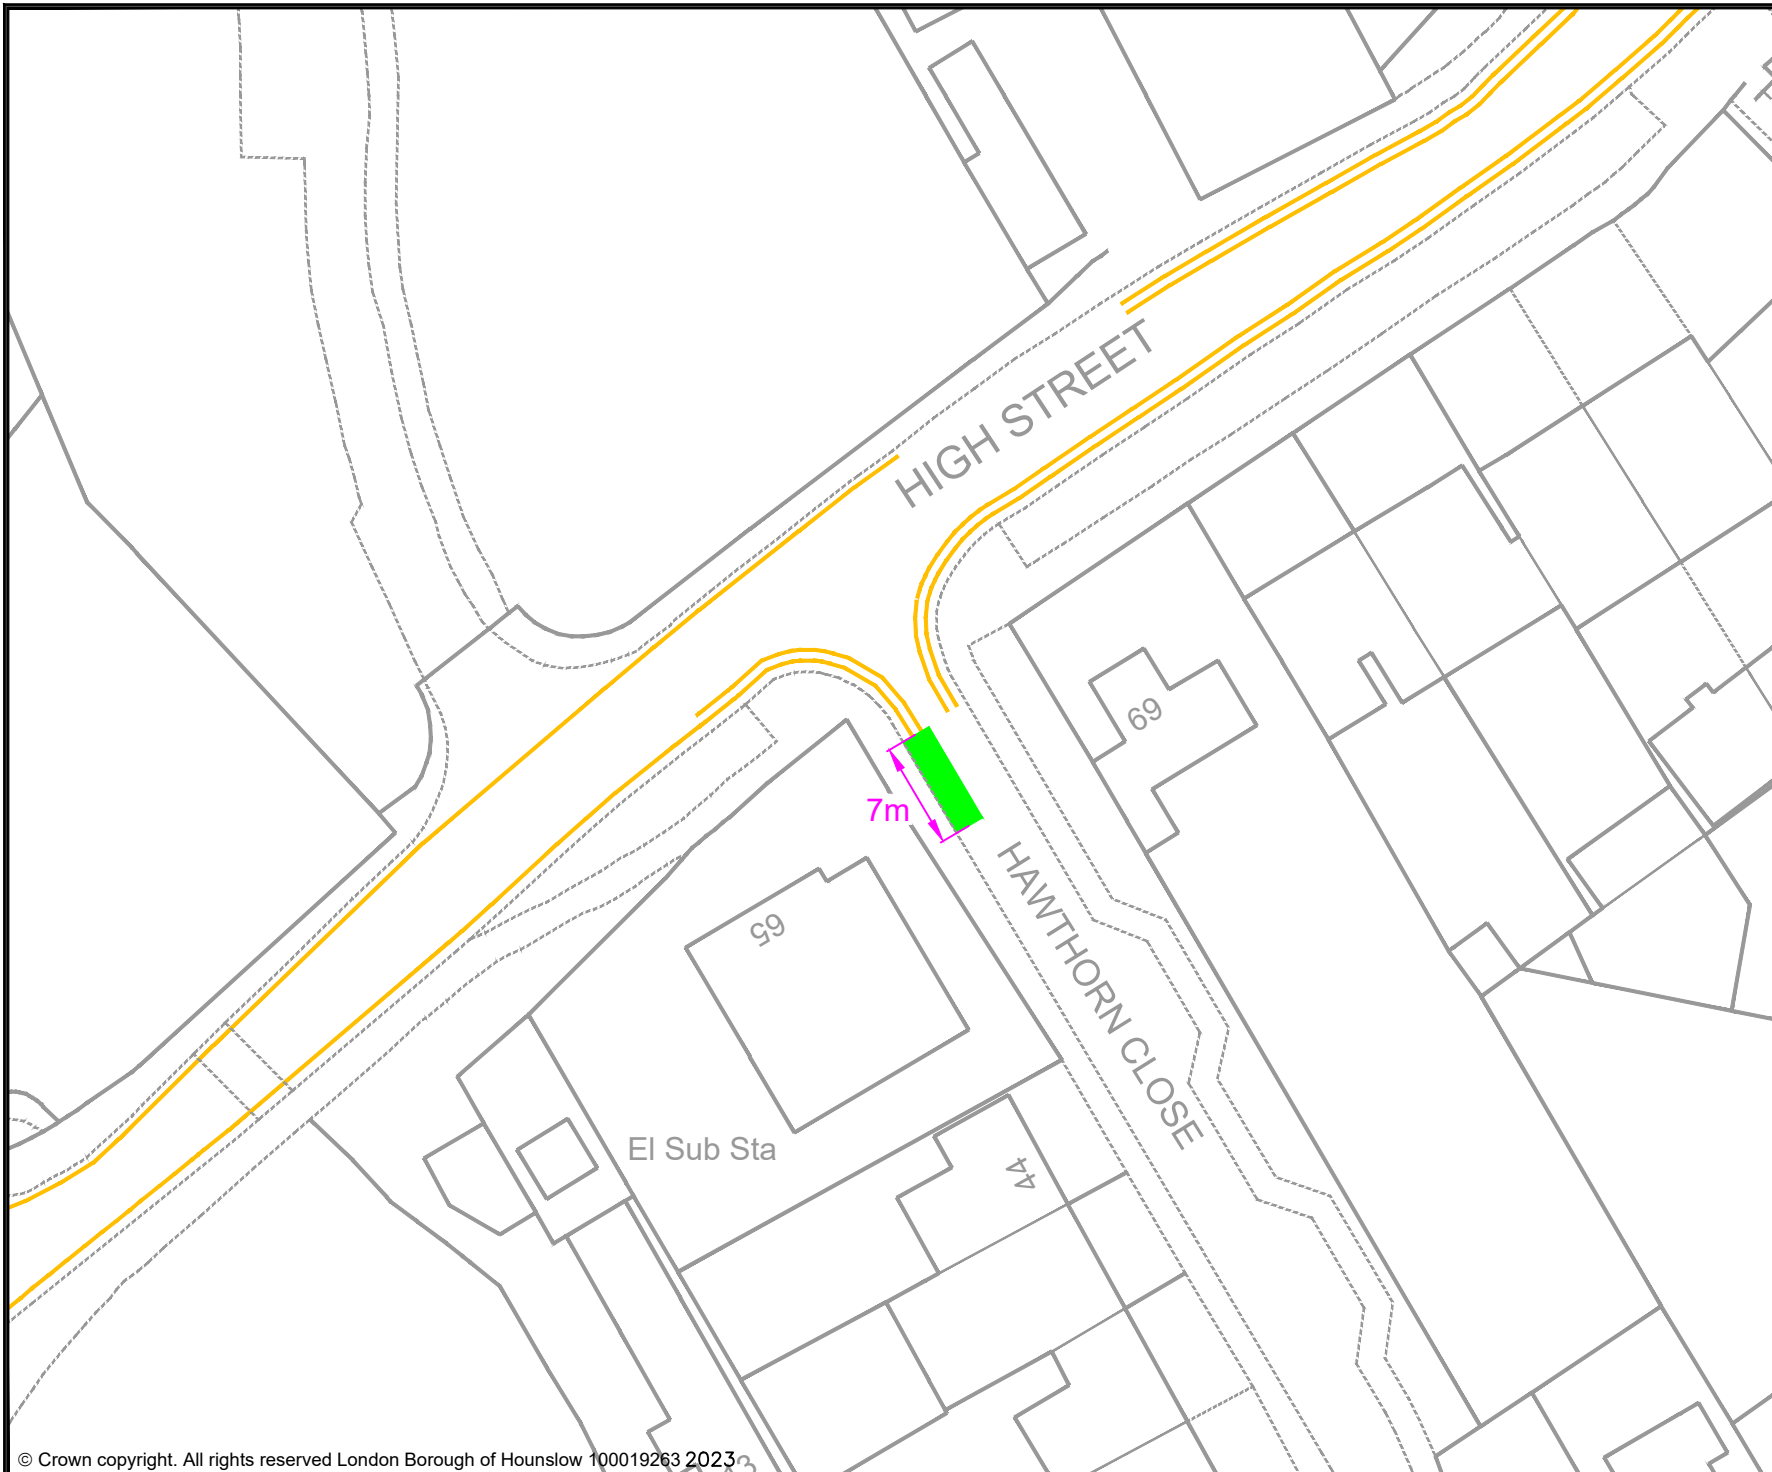 HIGH STREET
69
7m
HAWTHORN CLOSE
65
El Sub Sta
44
© Crown copyright. All rights reserved London Borough of Hounslow 100019263 2023